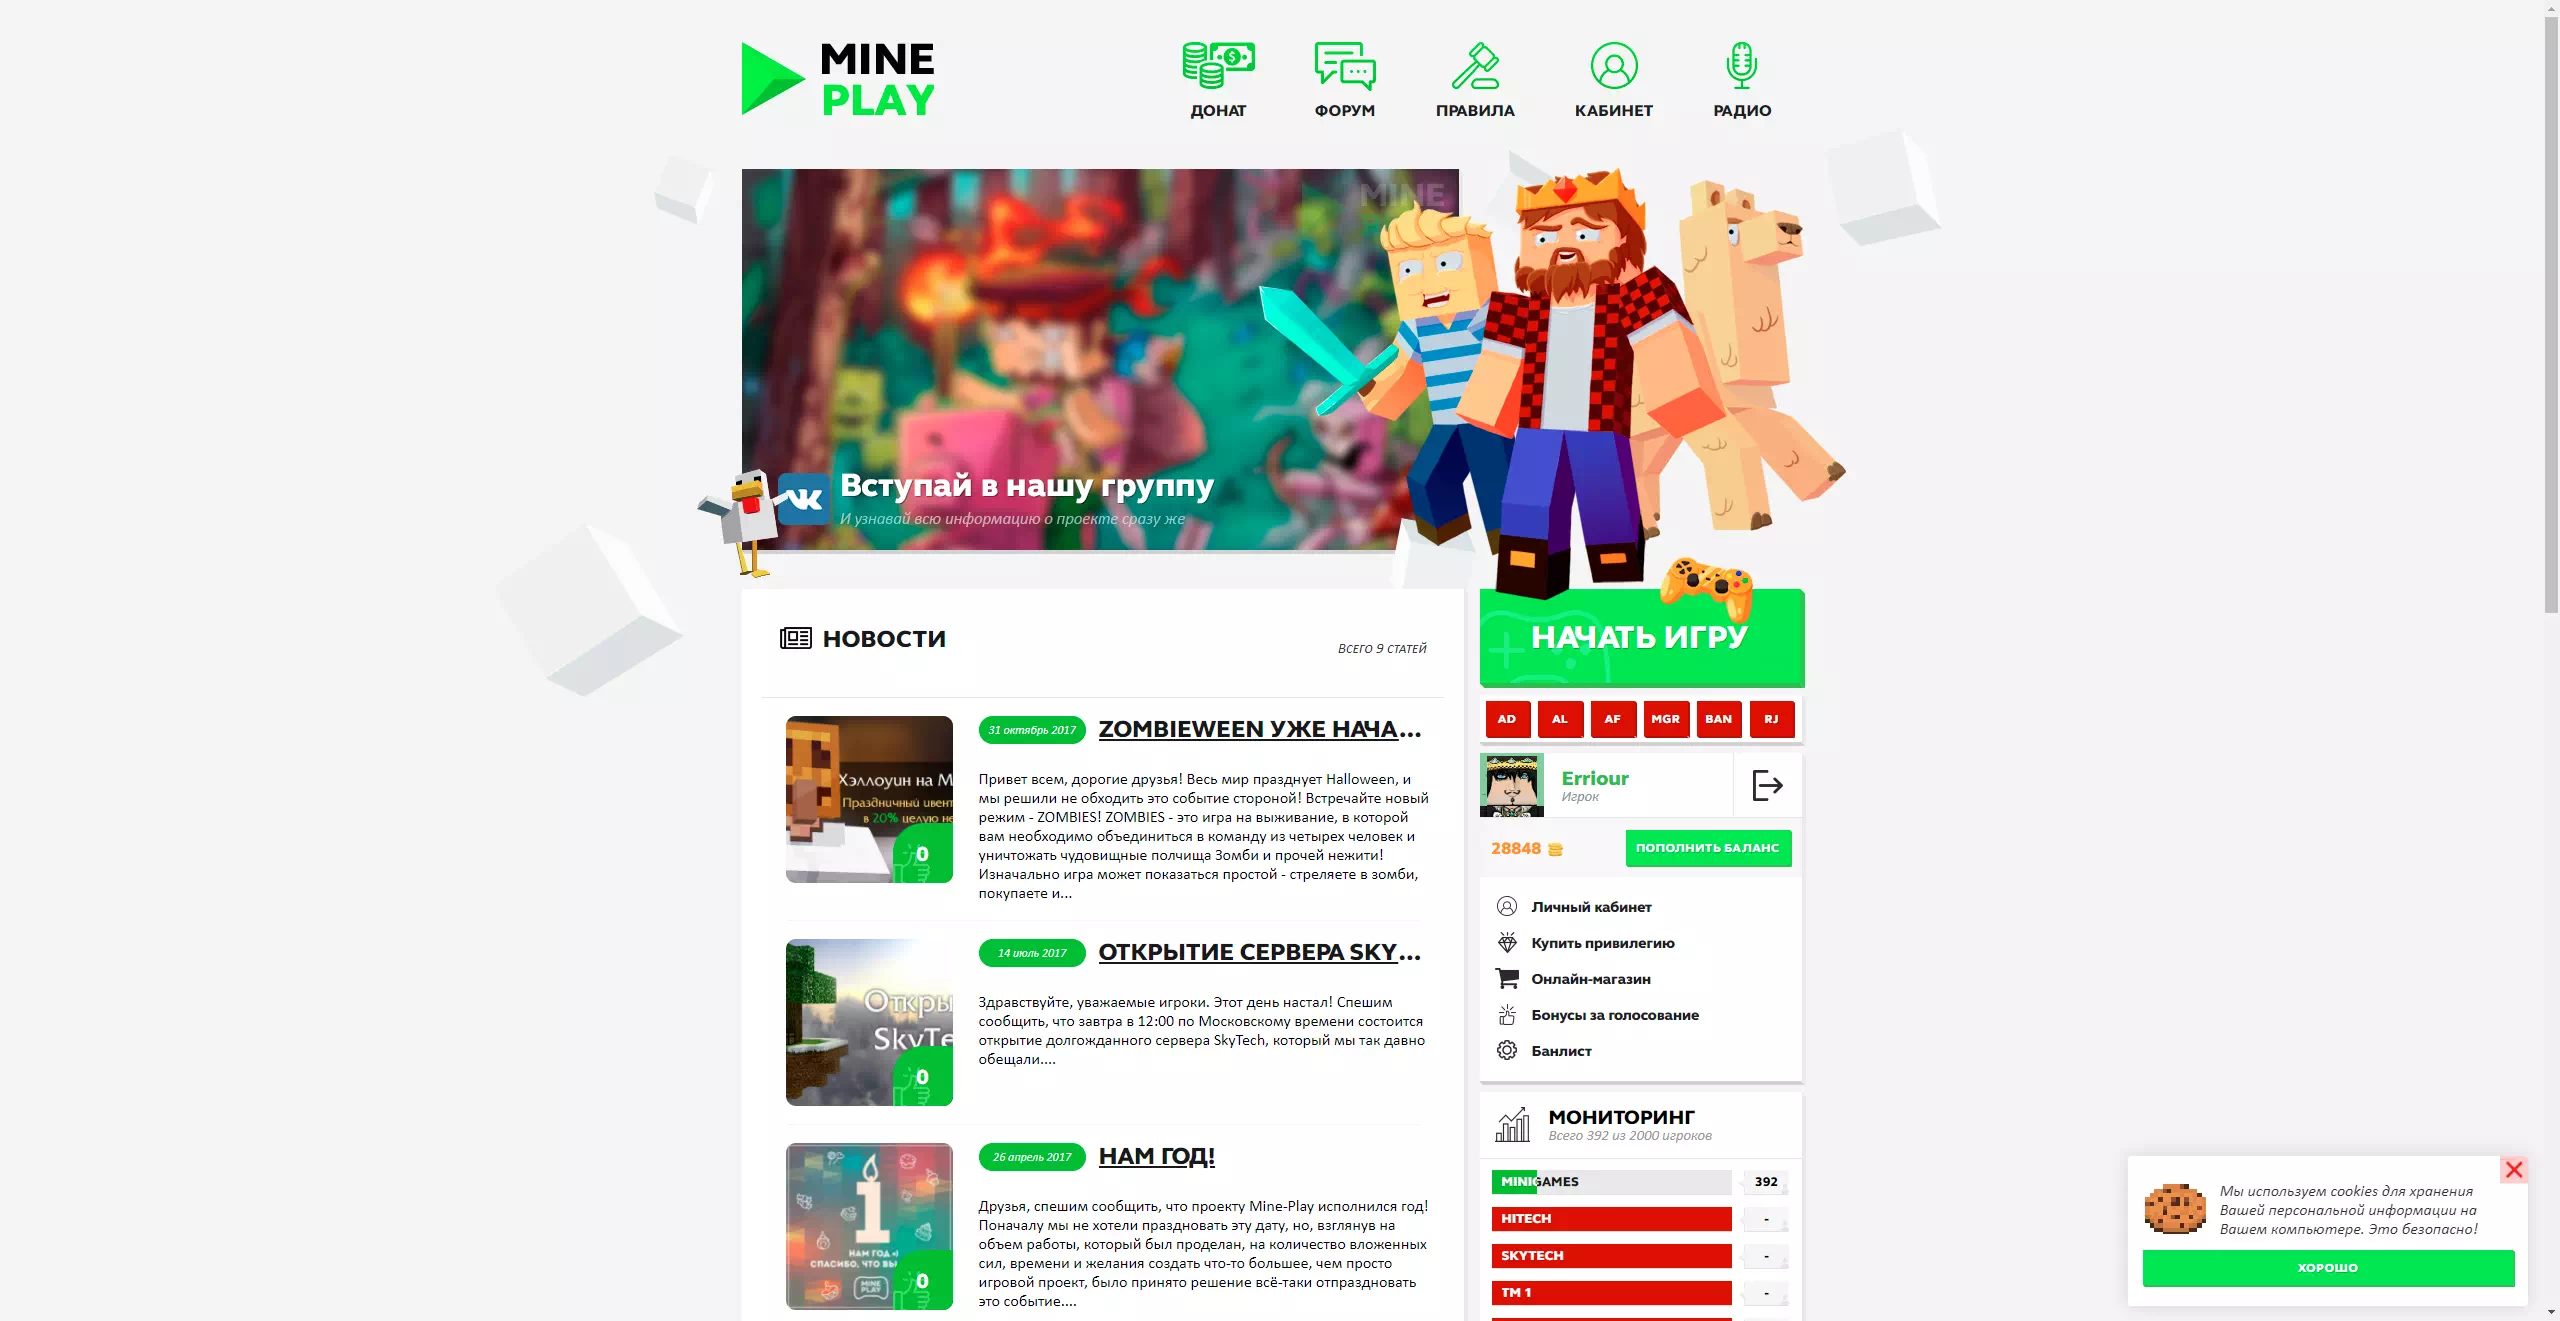 MINE
PLAY
ДОНАТ
ФОРУМ
ПРАВИЛА
КАБИНЕТ
РАДИО
MINE
Вступай в нашу группу
И узнавай всю информацию о проекте сразу же
НОВОСТИ
Всего 9 статей
31 октябрь 2017
ZOMBIEWEEN УЖЕ НАЧА...
Хэллоуин на М
Праздничный ивент
в 20% целую не
0
Привет всем, дорогие друзья! Весь мир празднует Halloween, и
мы решили не обходить это событие стороной! Встречайте новый
режим - ZOMBIES! ZOMBIES - это игра на выживание, в которой
вам необходимо объединиться в команду из четырех человек и
уничтожать чудовищные полчища Зомби и прочей нежити!
Изначально игра может показаться простой - стреляете в зомби,
покупаете и...
14 июль 2017
ОТКРЫТИЕ СЕРВЕРА SKY...
Откры
SkyTe
0
Здравствуйте, уважаемые игроки. Этот день настал! Спешим
сообщить, что завтра в 12:00 по Московскому времени состоится
открытие долгожданного сервера SkyTech, который мы так давно
обещали....
26 апрель 2017
НАМ ГОД!
1
НАМ ГОД =)
СПАСИБО, ЧТО ВЫ
MINE
PLAY
0
Друзья, спешим сообщить, что проекту Mine-Play исполнился год!
Поначалу мы не хотели праздновать эту дату, но, взглянув на
объем работы, который был проделан, на количество вложенных
сил, времени и желания создать что-то большее, чем просто
игровой проект, было принято решение всё-таки отпраздновать
это событие....
НАЧАТЬ ИГРУ
AD
AL
AF
MGR
BAN
RJ
Erriour
Игрок
28848
ПОПОЛНИТЬ БАЛАНС
Личный кабинет
Купить привилегию
Онлайн-магазин
Бонусы за голосование
Банлист
МОНИТОРИНГ
Всего 392 из 2000 игроков
MINIGAMES
392
HITECH
-
SKYTECH
-
TM 1
-
Мы используем cookies для хранения
Вашей персональной информации на
Вашем компьютере. Это безопасно!
ХОРОШО